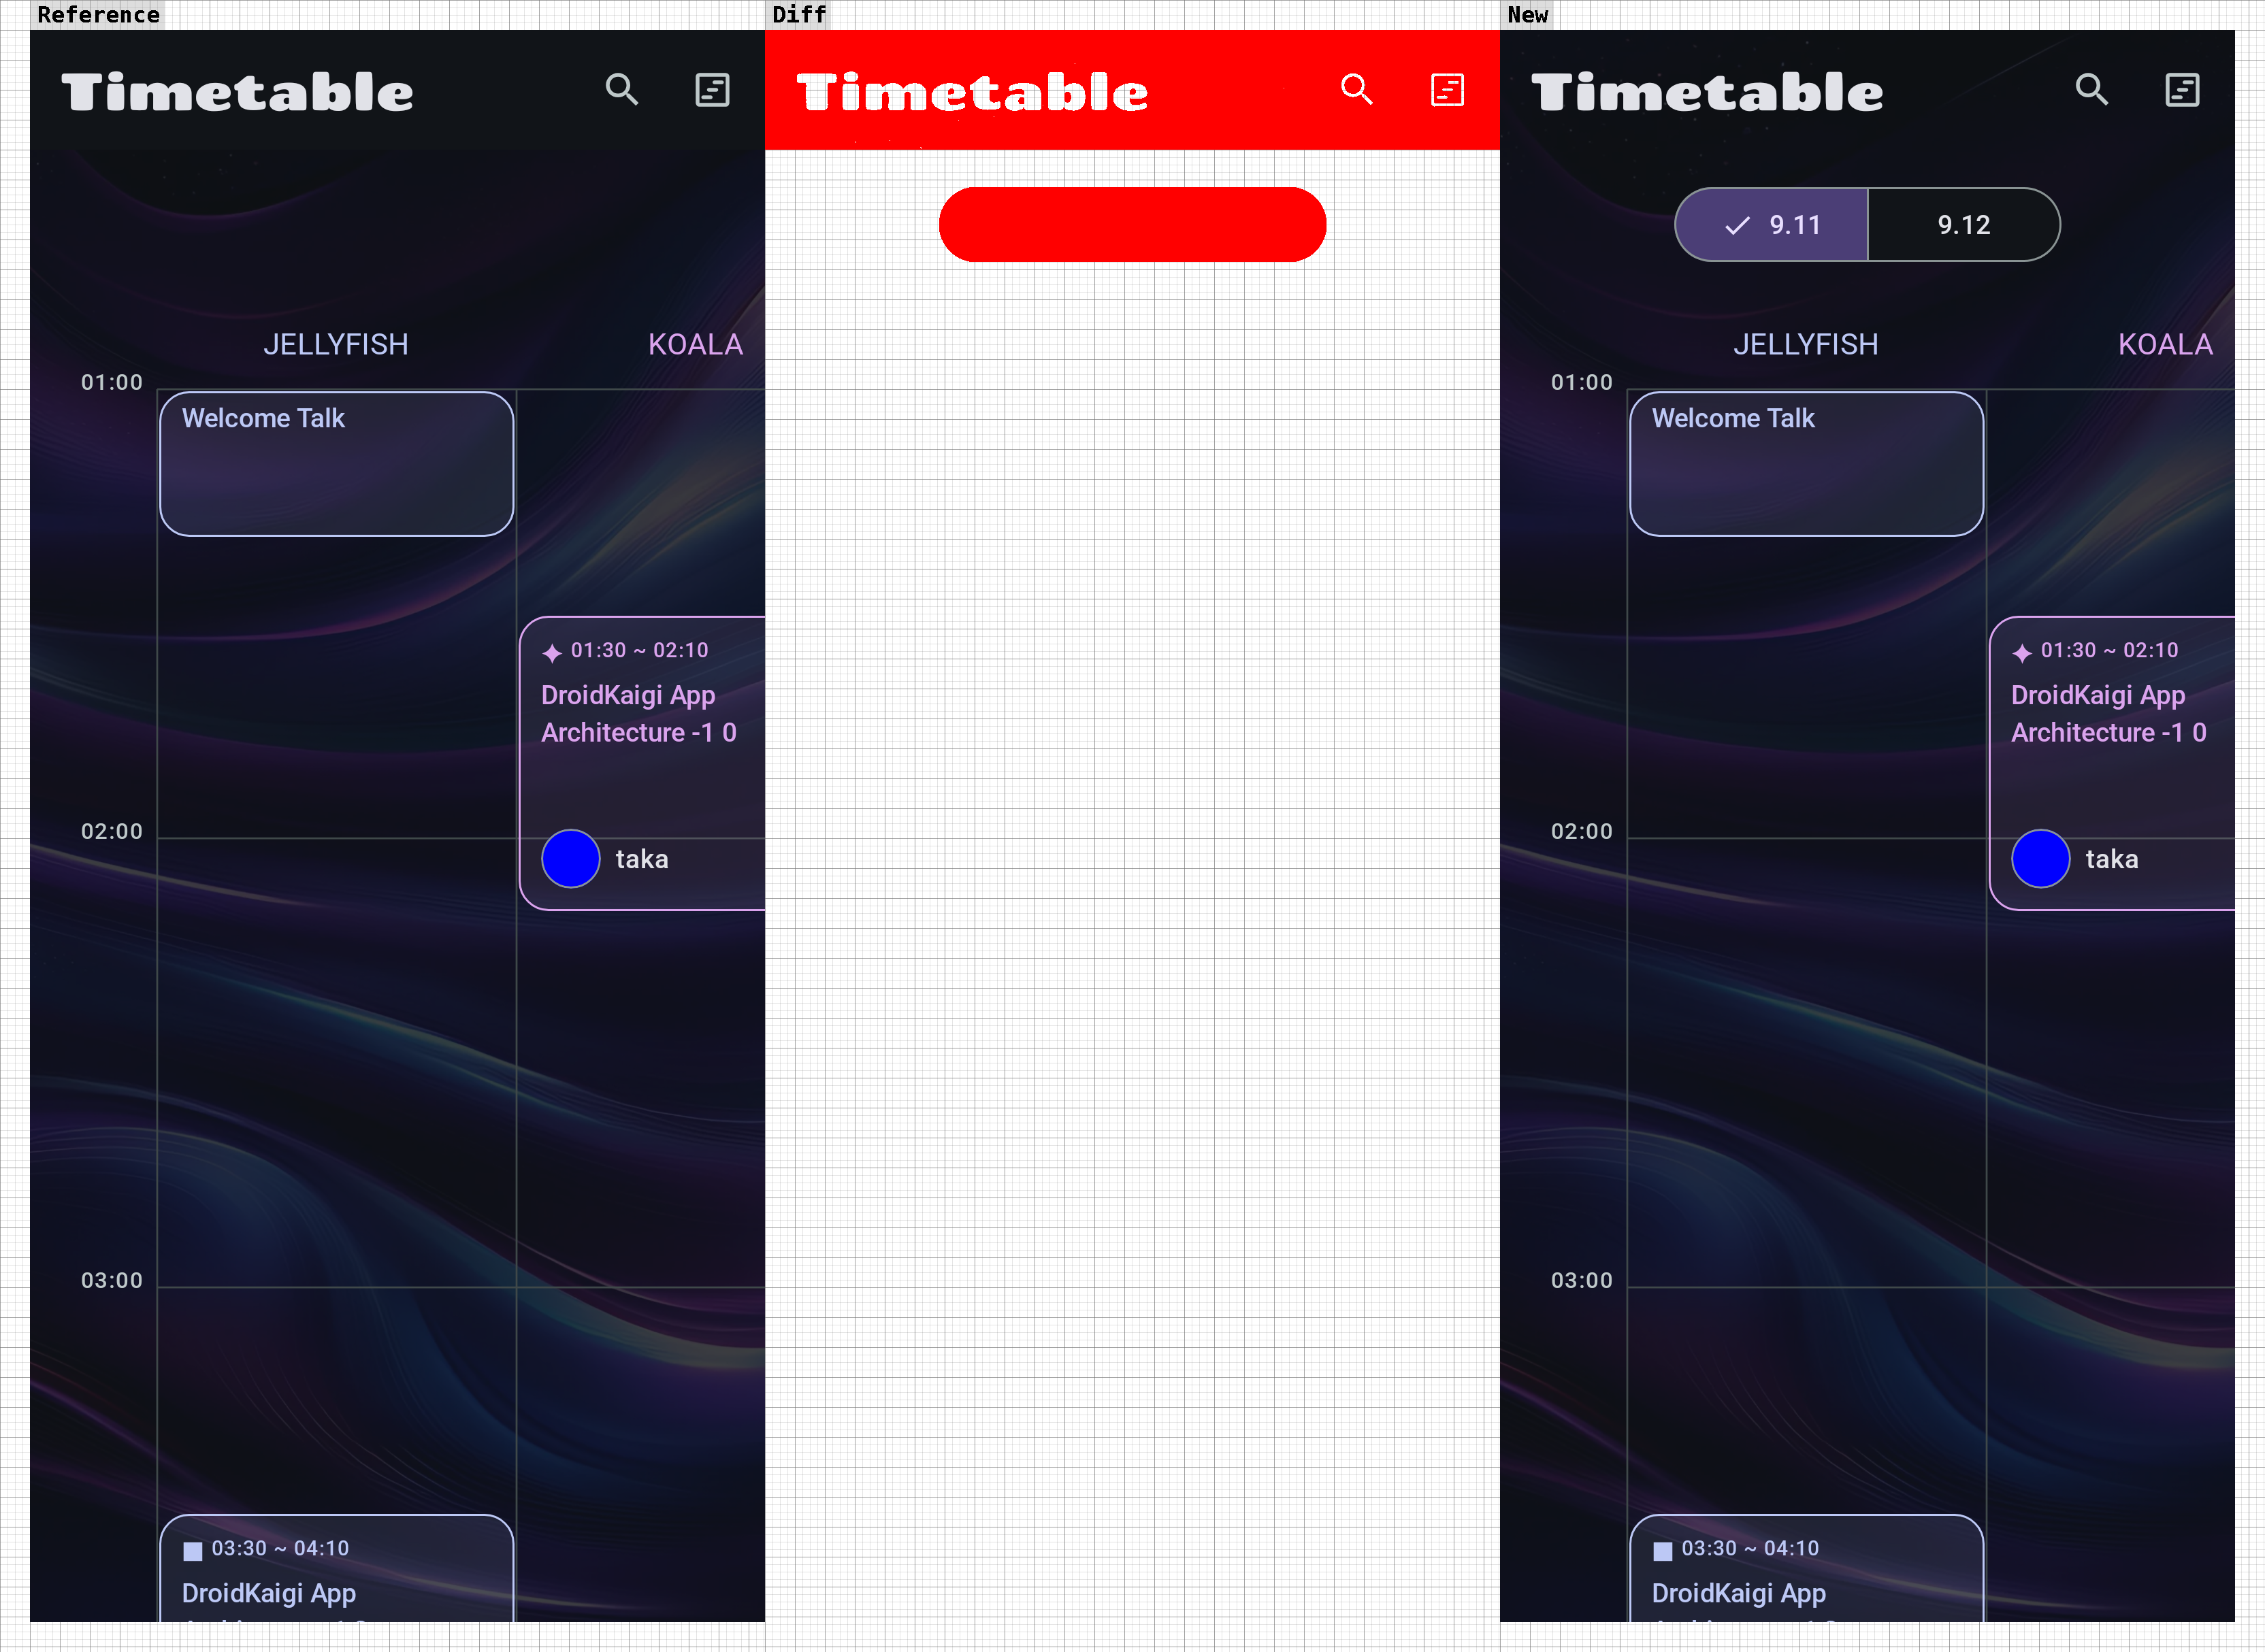 Reference
Diff
New
Timetable
JELLYFISH
KOALA
01:00
Welcome Talk
01:30 ~ 02:10
DroidKaigi App
Architecture -1 0
02:00
taka
03:00
03:30 ~ 04:10
DroidKaigi App
Timetable
Timetable
9.11
9.12
JELLYFISH
KOALA
01:00
Welcome Talk
01:30 ~ 02:10
DroidKaigi App
Architecture -1 0
02:00
taka
03:00
03:30 ~ 04:10
DroidKaigi App